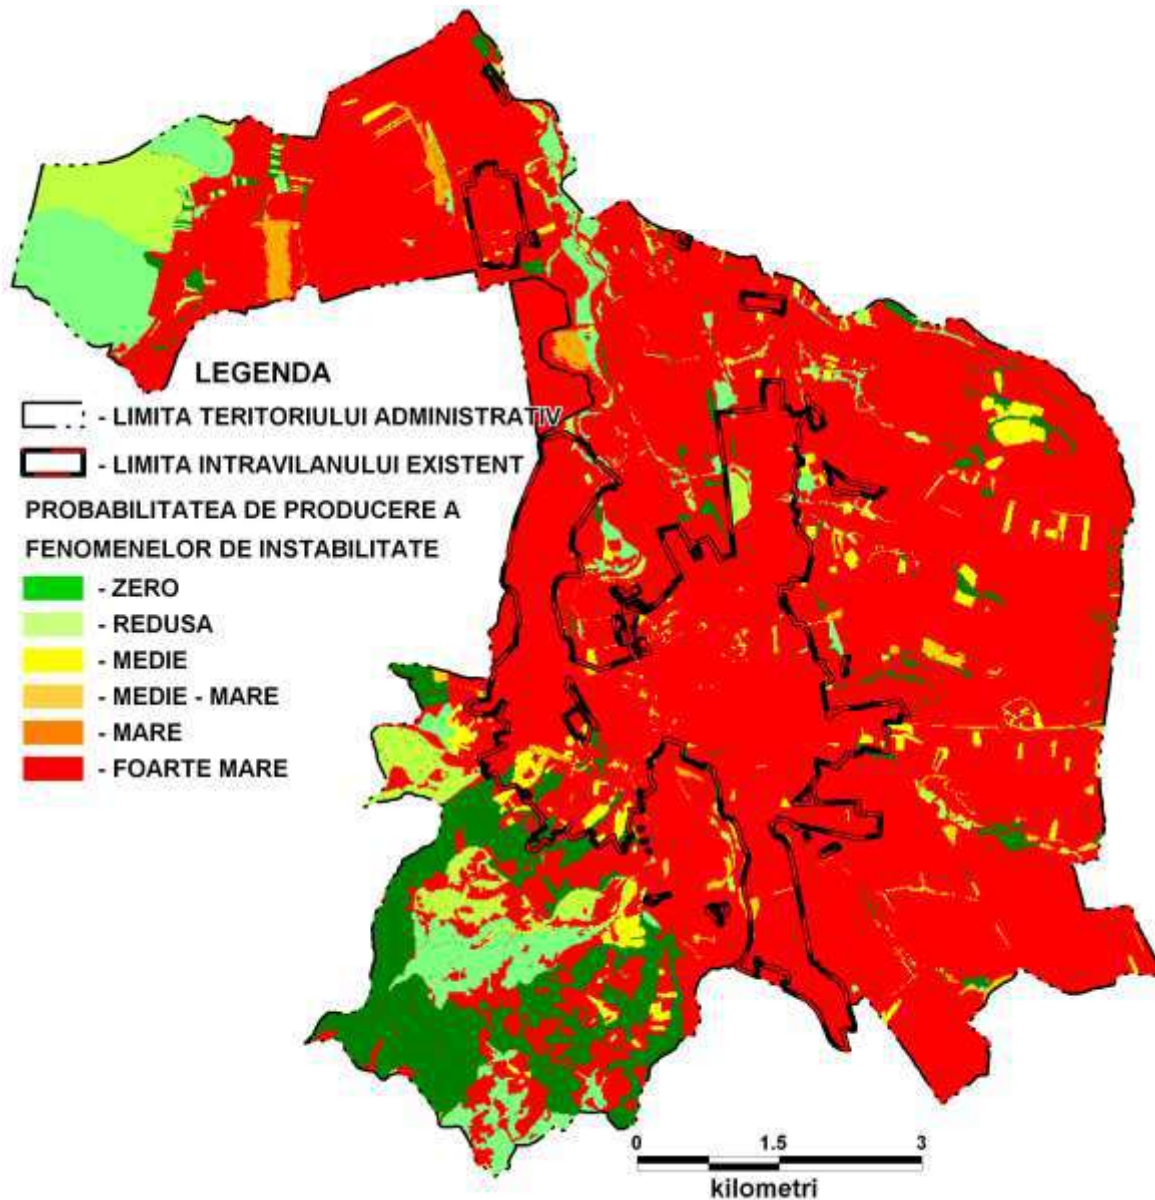 LEGENDA
- LIMITA TERITORIULUI ADMINISTRATIV
- LIMITA INTRAVILANULUI EXISTENT
PROBABILITATEA DE PRODUCERE A
FENOMENELOR DE INSTABILITATE
- ZERO
- REDUSA
- MEDIE
- MEDIE - MARE
- MARE
- FOARTE MARE
0 1.5 3
kilometri